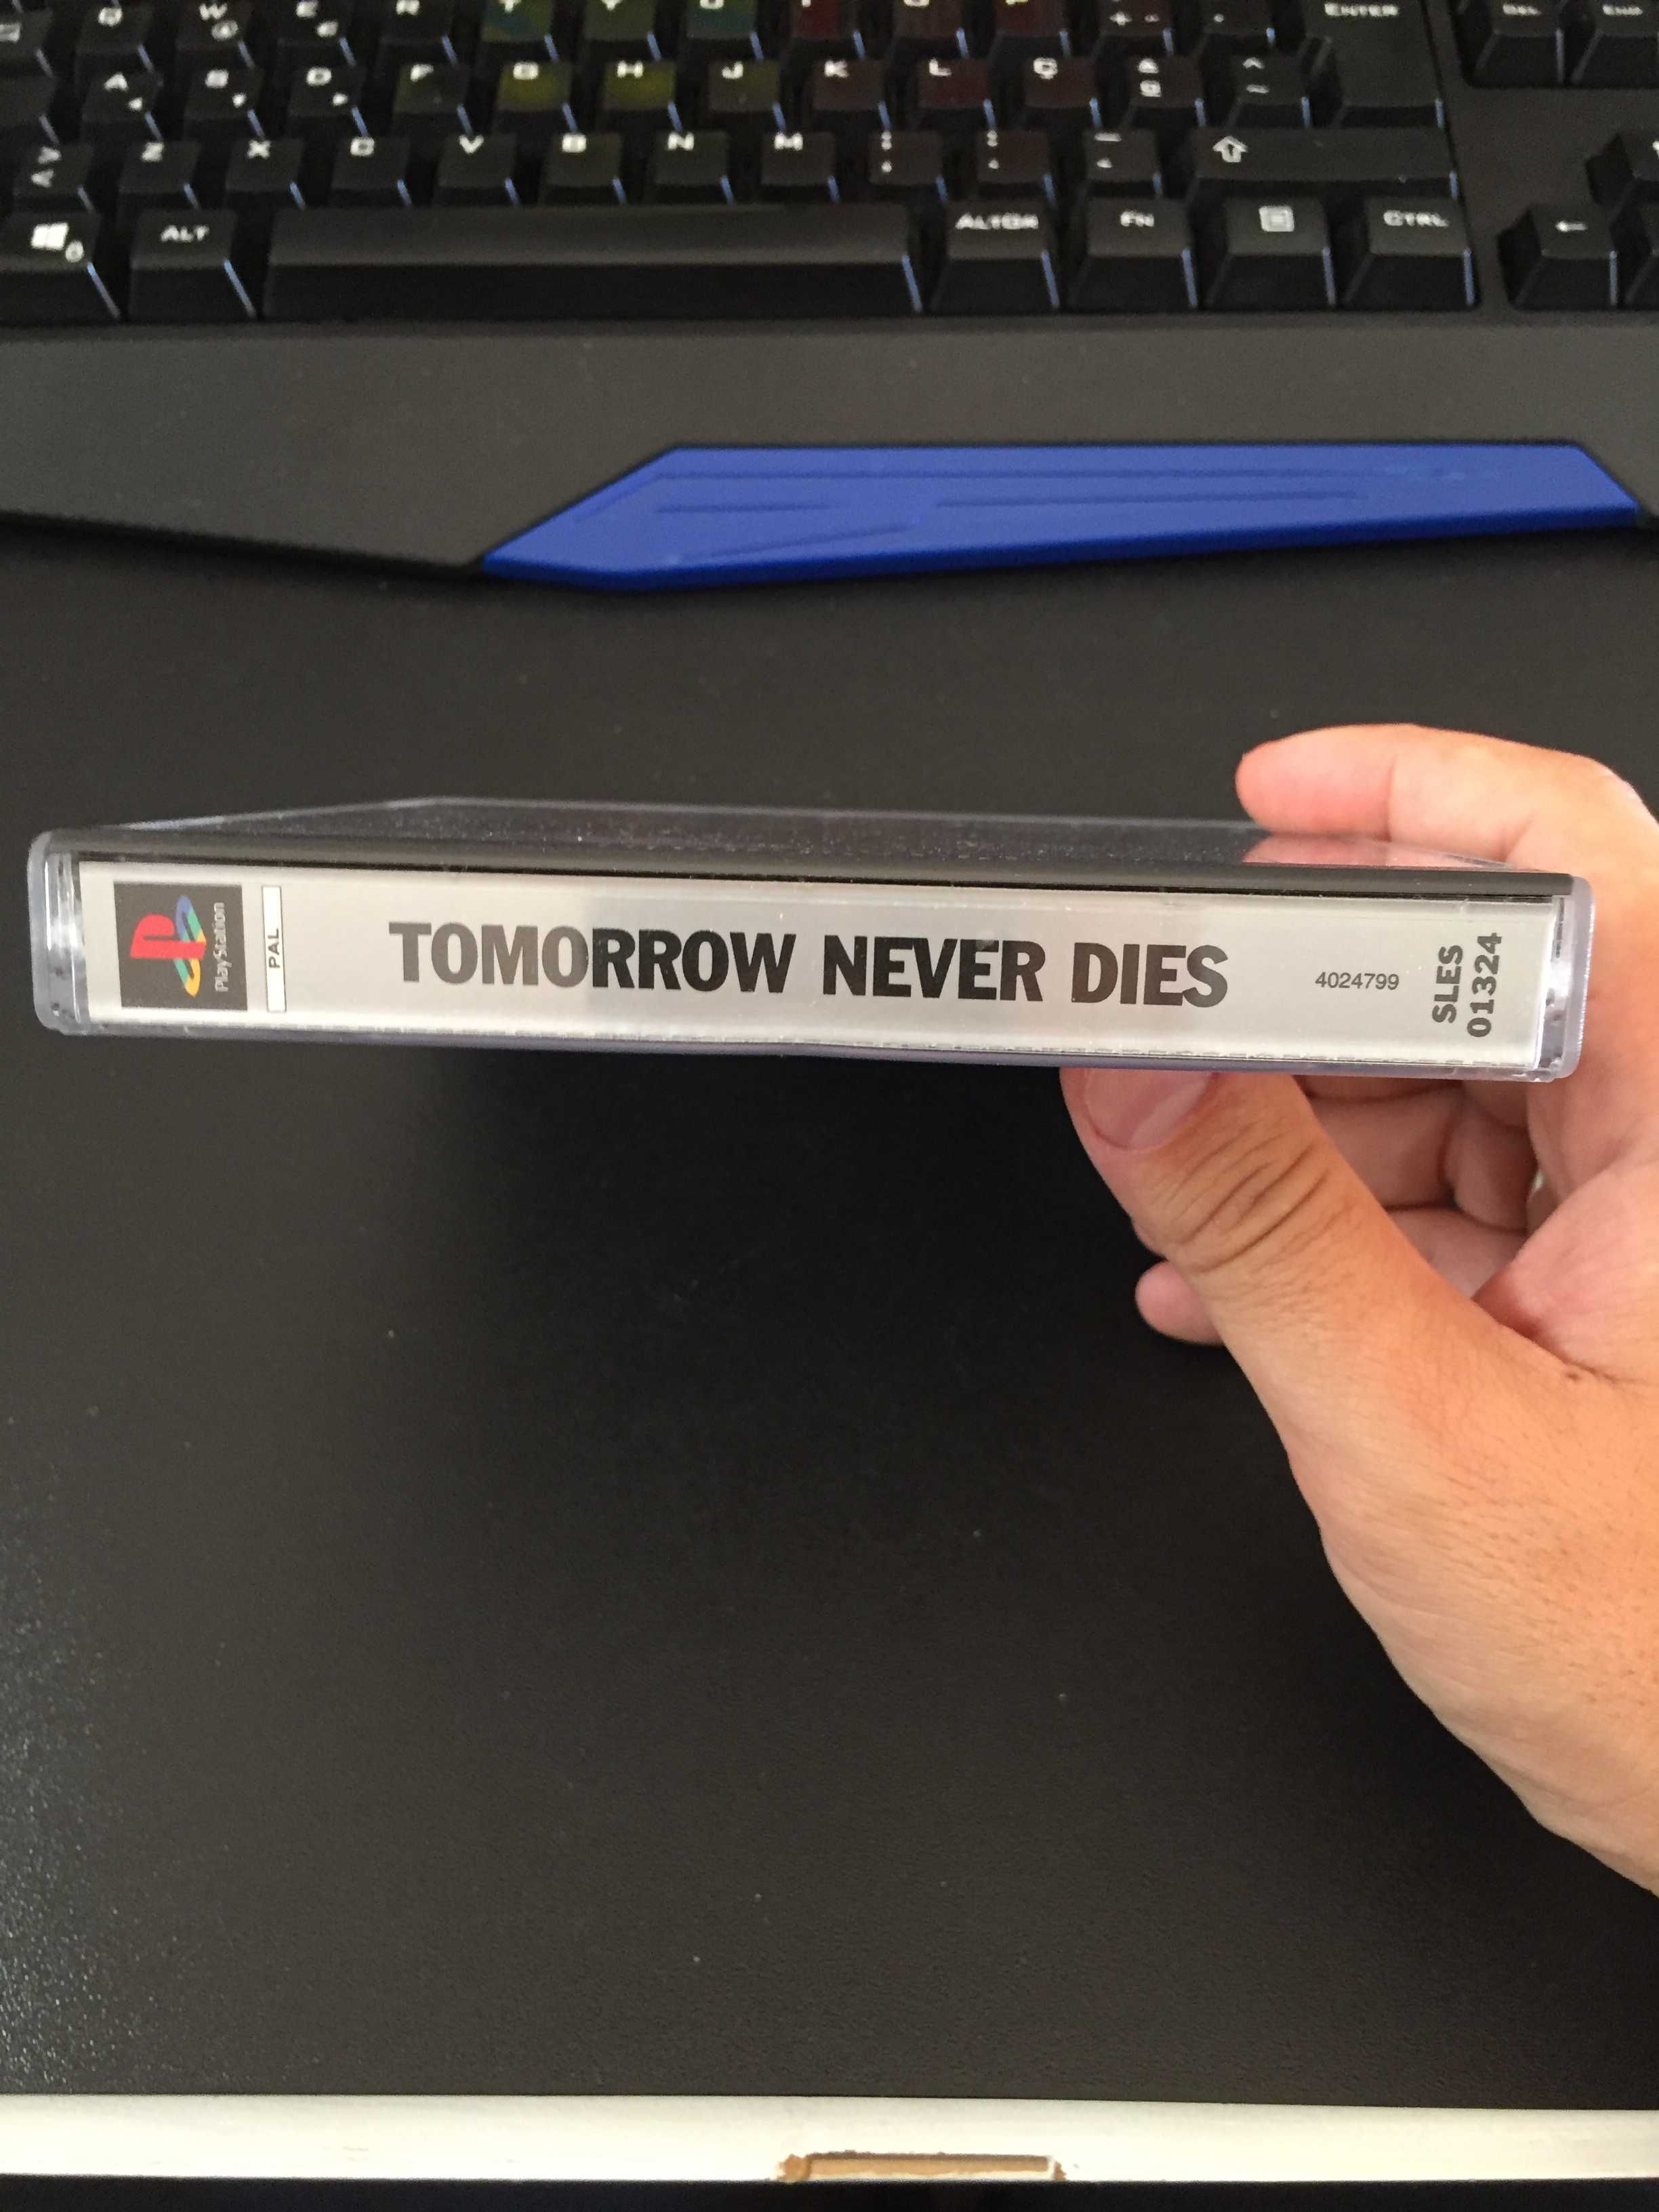 Q W E R T Y U
ENTER
A S D F G H J K L Ç
Z X C V B N M
ALT ALTGR FN CTRL
PlayStation
PAL
TOMORROW NEVER DIES
4024799
SLES
01324